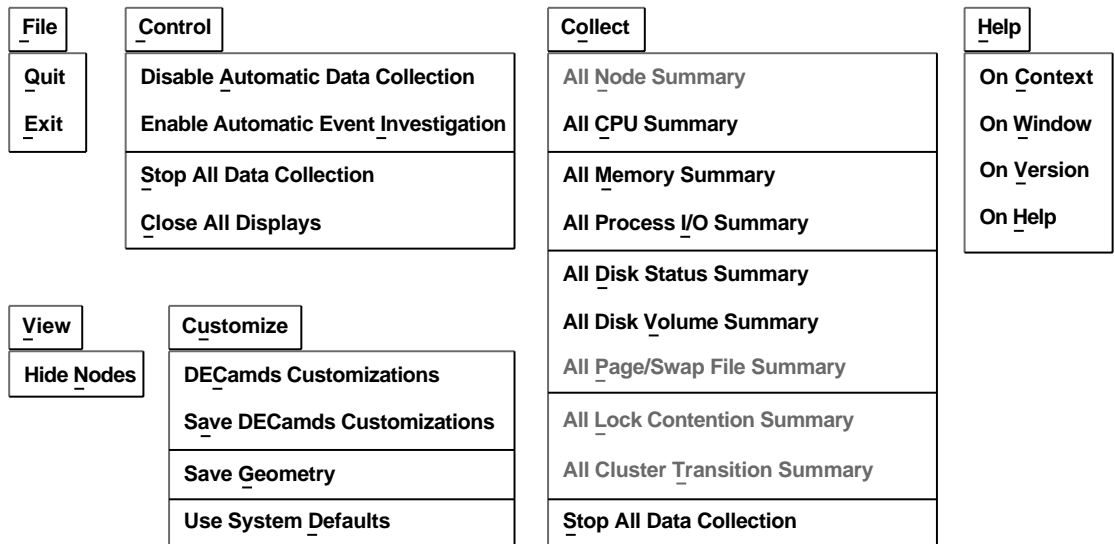 File
Quit
Exit
Control
Disable Automatic Data Collection
Enable Automatic Event Investigation
Stop All Data Collection
Close All Displays
Collect
All Node Summary
All CPU Summary
All Memory Summary
All Process I/O Summary
All Disk Status Summary
All Disk Volume Summary
All Page/Swap File Summary
All Lock Contention Summary
All Cluster Transition Summary
Stop All Data Collection
Help
On Context
On Window
On Version
On Help
View
Hide Nodes
Customize
DECamds Customizations
Save DECamds Customizations
Save Geometry
Use System Defaults